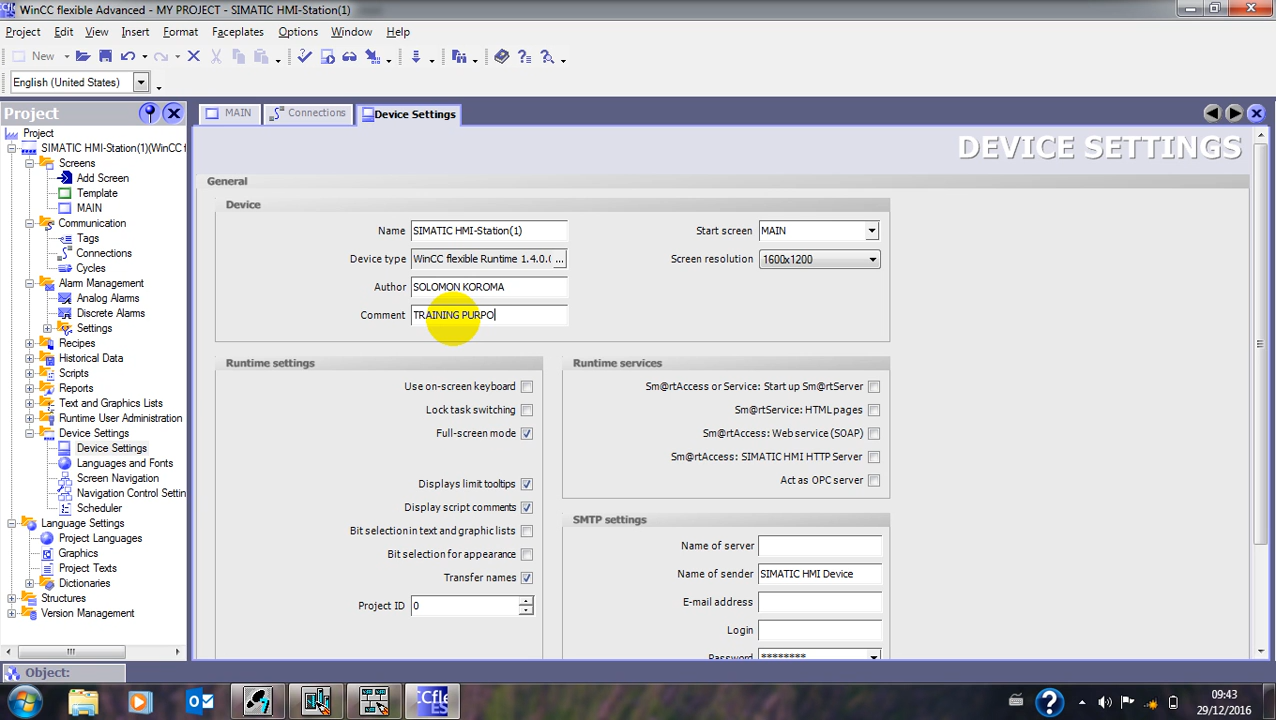 WinCC flexible Advanced - MY PROJECT - SIMATIC HMI-Station(1)
Project Edit View Insert Format Faceplates Options Window Help
New
English (United States)
Project
MAIN Connections Device Settings
Project
SIMATIC HMI-Station(1)(WinCC f
Screens
Add Screen
Template
MAIN
Communication
Tags
Connections
Cycles
Alarm Management
Analog Alarms
Discrete Alarms
Settings
Recipes
Historical Data
Scripts
Reports
Text and Graphics Lists
Runtime User Administration
Device Settings
Device Settings
Languages and Fonts
Screen Navigation
Navigation Control Settin
Scheduler
Language Settings
Project Languages
Graphics
Project Texts
Dictionaries
Structures
Version Management
DEVICE SETTINGS
General
Device
Name SIMATIC HMI-Station(1)
Device type WinCC flexible Runtime 1.4.0.( ...
Author SOLOMON KOROMA
Comment TRAINING PURPO
Start screen MAIN
Screen resolution 1600x1200
Runtime settings
Use on-screen keyboard
Lock task switching
Full-screen mode
Displays limit tooltips
Display script comments
Bit selection in text and graphic lists
Bit selection for appearance
Transfer names
Project ID 0
Runtime services
Sm@rtAccess or Service: Start up Sm@rtServer
Sm@rtService: HTML pages
Sm@rtAccess: Web service (SOAP)
Sm@rtAccess: SIMATIC HMI HTTP Server
Act as OPC server
SMTP settings
Name of server
Name of sender SIMATIC HMI Device
E-mail address
Login
Password ********
Object:
CCfle
ES
09:43
29/12/2016